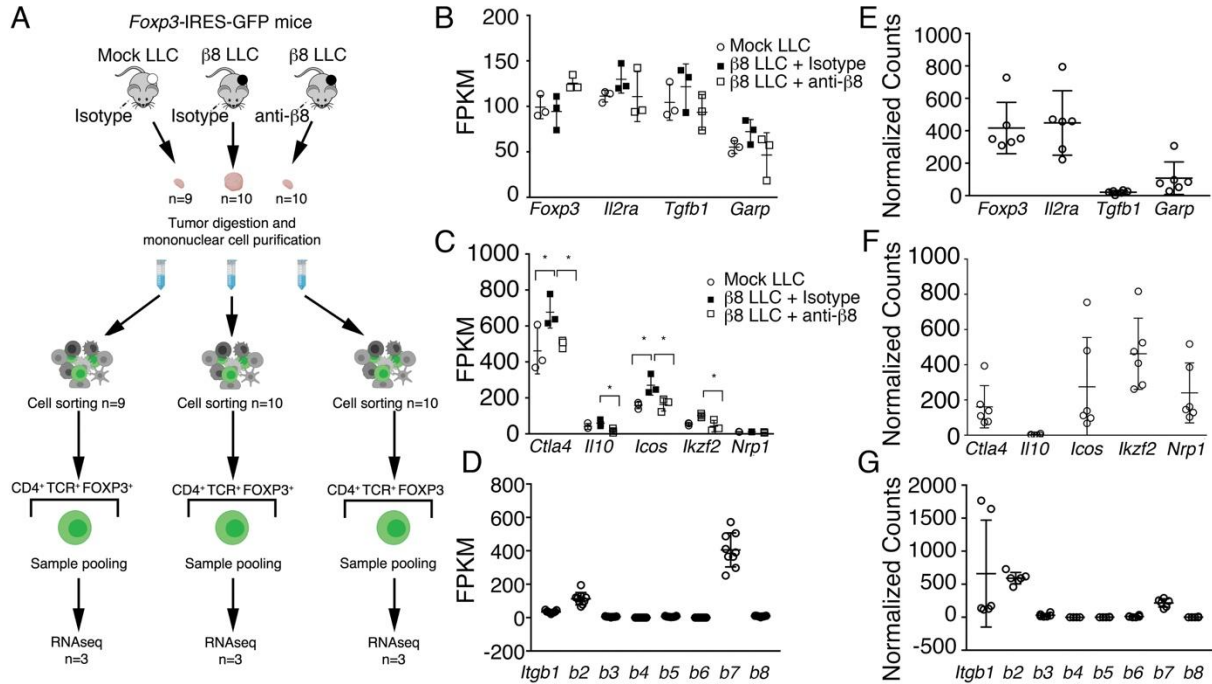 A
Foxp3-IRES-GFP mice
Mock LLC
β8 LLC
β8 LLC
Isotype
Isotype
anti-β8
n=9
n=10
n=10
Tumor digestion and
mononuclear cell purification
Cell sorting n=9
Cell sorting n=10
Cell sorting n=10
CD4⁺TCR⁺FOXP3⁺
CD4⁺TCR⁺FOXP3⁺
CD4⁺TCR⁺FOXP3
Sample pooling
Sample pooling
Sample pooling
RNAseq
n=3
RNAseq
n=3
RNAseq
n=3
B
FPKM
150
100
50
0
Mock LLC
β8 LLC + Isotype
β8 LLC + anti-β8
Foxp3 Il2ra Tgfb1 Garp
C
FPKM
1000
800
600
400
200
0
* *
*
* *
*
Mock LLC
β8 LLC + Isotype
β8 LLC + anti-β8
Ctla4 Il10 Icos Ikzf2 Nrp1
D
FPKM
800
600
400
200
0
-200
Itgb1 b2 b3 b4 b5 b6 b7 b8
E
Normalized Counts
1000
800
600
400
200
0
Foxp3 Il2ra Tgfb1 Garp
F
Normalized Counts
1000
800
600
400
200
0
Ctla4 Il10 Icos Ikzf2 Nrp1
G
Normalized Counts
2000
1500
1000
500
0
-500
Itgb1 b2 b3 b4 b5 b6 b7 b8